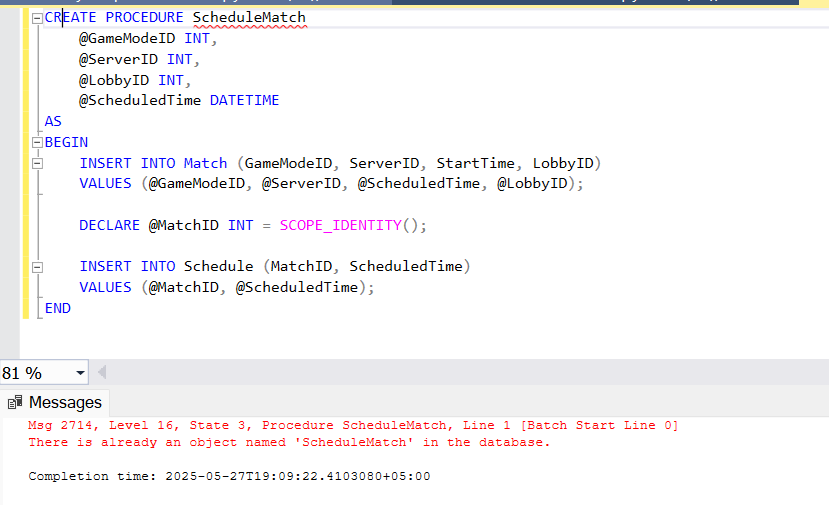 CREATE PROCEDURE ScheduleMatch
    @GameModeID INT,
    @ServerID INT,
    @LobbyID INT,
    @ScheduledTime DATETIME
AS
BEGIN
    INSERT INTO Match (GameModeID, ServerID, StartTime, LobbyID)
    VALUES (@GameModeID, @ServerID, @ScheduledTime, @LobbyID);
    DECLARE @MatchID INT = SCOPE_IDENTITY();
    INSERT INTO Schedule (MatchID, ScheduledTime)
    VALUES (@MatchID, @ScheduledTime);
END
81 %
Messages
Msg 2714, Level 16, State 3, Procedure ScheduleMatch, Line 1 [Batch Start Line 0]
There is already an object named 'ScheduleMatch' in the database.
Completion time: 2025-05-27T19:09:22.4103080+05:00